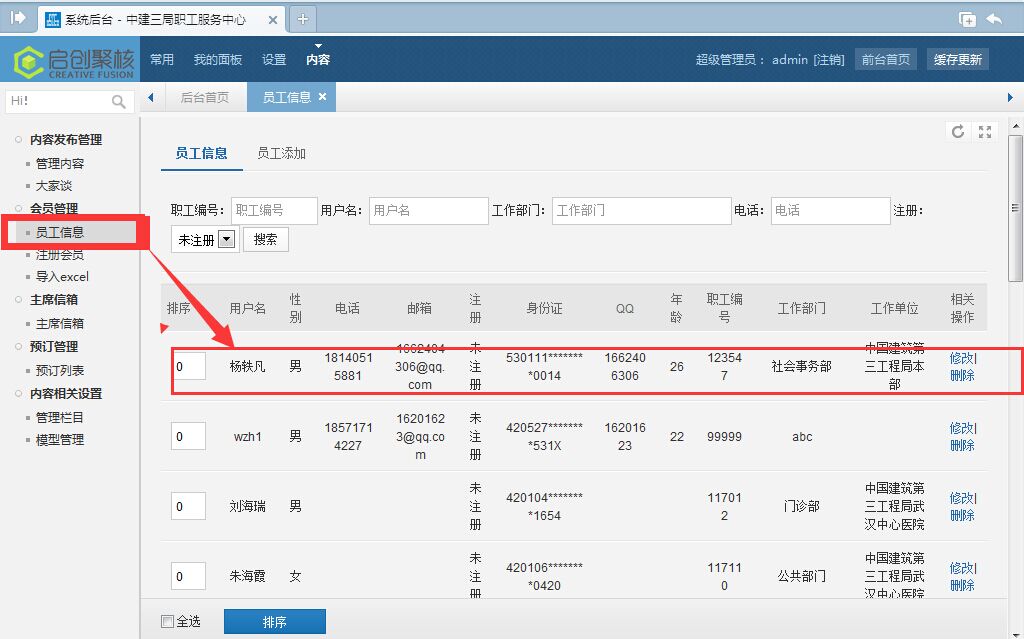 系统后台 - 中建三局职工服务中心
启创聚核
CREATIVE FUSION
常用 我的面板 设置 内容
超级管理员： admin [注销] 前台首页 缓存更新
Hi!
后台首页 员工信息
内容发布管理
管理内容
大家谈
会员管理
员工信息
注册会员
导入excel
主席信箱
主席信箱
预订管理
预订列表
内容相关设置
管理栏目
模型管理
员工信息 员工添加
职工编号： 职工编号 用户名： 用户名 工作部门： 工作部门 电话： 电话 注册：
未注册 搜索
排序 用户名 性别 电话 邮箱 注册 身份证 QQ 年龄 职工编号 工作部门 工作单位 相关操作
0 杨轶凡 男 18140515881 1662404306@qq.com 未注册 530111********0014 1662406306 26 123547 社会事务部 中国建筑第三工程局本部 修改| 删除
0 wzh1 男 18571714227 16201623@qq.com 未注册 420527********531X 16201623 22 99999 abc 修改| 删除
0 刘海瑞 男 未注册 420104********1654 117012 门诊部 中国建筑第三工程局武汉中心医院 修改| 删除
0 朱海霞 女 未注册 420106********0420 117110 公共部门 中国建筑第三工程局武汉中心医院 修改| 删除
全选 排序